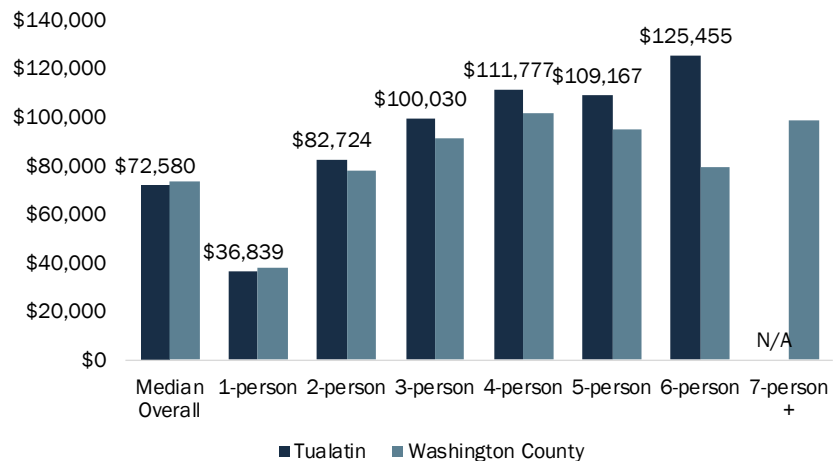 $140,000
$120,000
$100,000
$80,000
$60,000
$40,000
$20,000
$0
$72,580
$36,839
$82,724
$100,030
$111,777
$109,167
$125,455
N/A
Median Overall
1-person
2-person
3-person
4-person
5-person
6-person
7-person +
Tualatin
Washington County